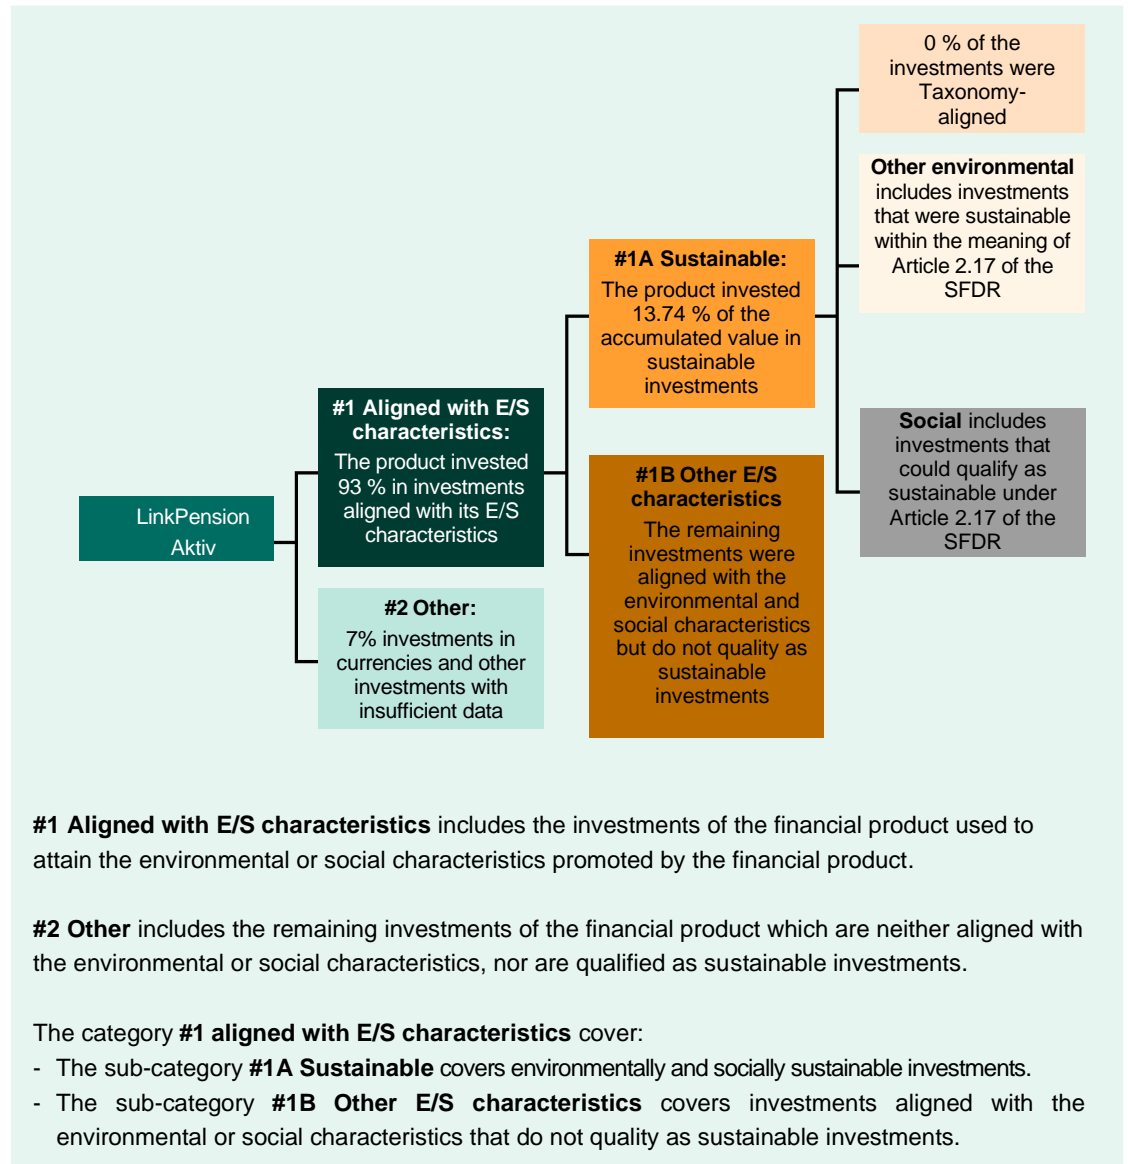 LinkPension
Aktiv
#1 Aligned with E/S
characteristics:
The product invested
93 % in investments
aligned with its E/S
characteristics
#2 Other:
7% investments in
currencies and other
investments with
insufficient data
#1A Sustainable:
The product invested
13.74 % of the
accumulated value in
sustainable
investments
#1B Other E/S
characteristics
The remaining
investments were
aligned with the
environmental and
social characteristics
but do not quality as
sustainable
investments
0 % of the
investments were
Taxonomy-
aligned
Other environmental
includes investments
that were sustainable
within the meaning of
Article 2.17 of the
SFDR
Social includes
investments that
could qualify as
sustainable under
Article 2.17 of the
SFDR
#1 Aligned with E/S characteristics includes the investments of the financial product used to
attain the environmental or social characteristics promoted by the financial product.
#2 Other includes the remaining investments of the financial product which are neither aligned with
the environmental or social characteristics, nor are qualified as sustainable investments.
The category #1 aligned with E/S characteristics cover:
- The sub-category #1A Sustainable covers environmentally and socially sustainable investments.
- The sub-category #1B Other E/S characteristics covers investments aligned with the
environmental or social characteristics that do not quality as sustainable investments.